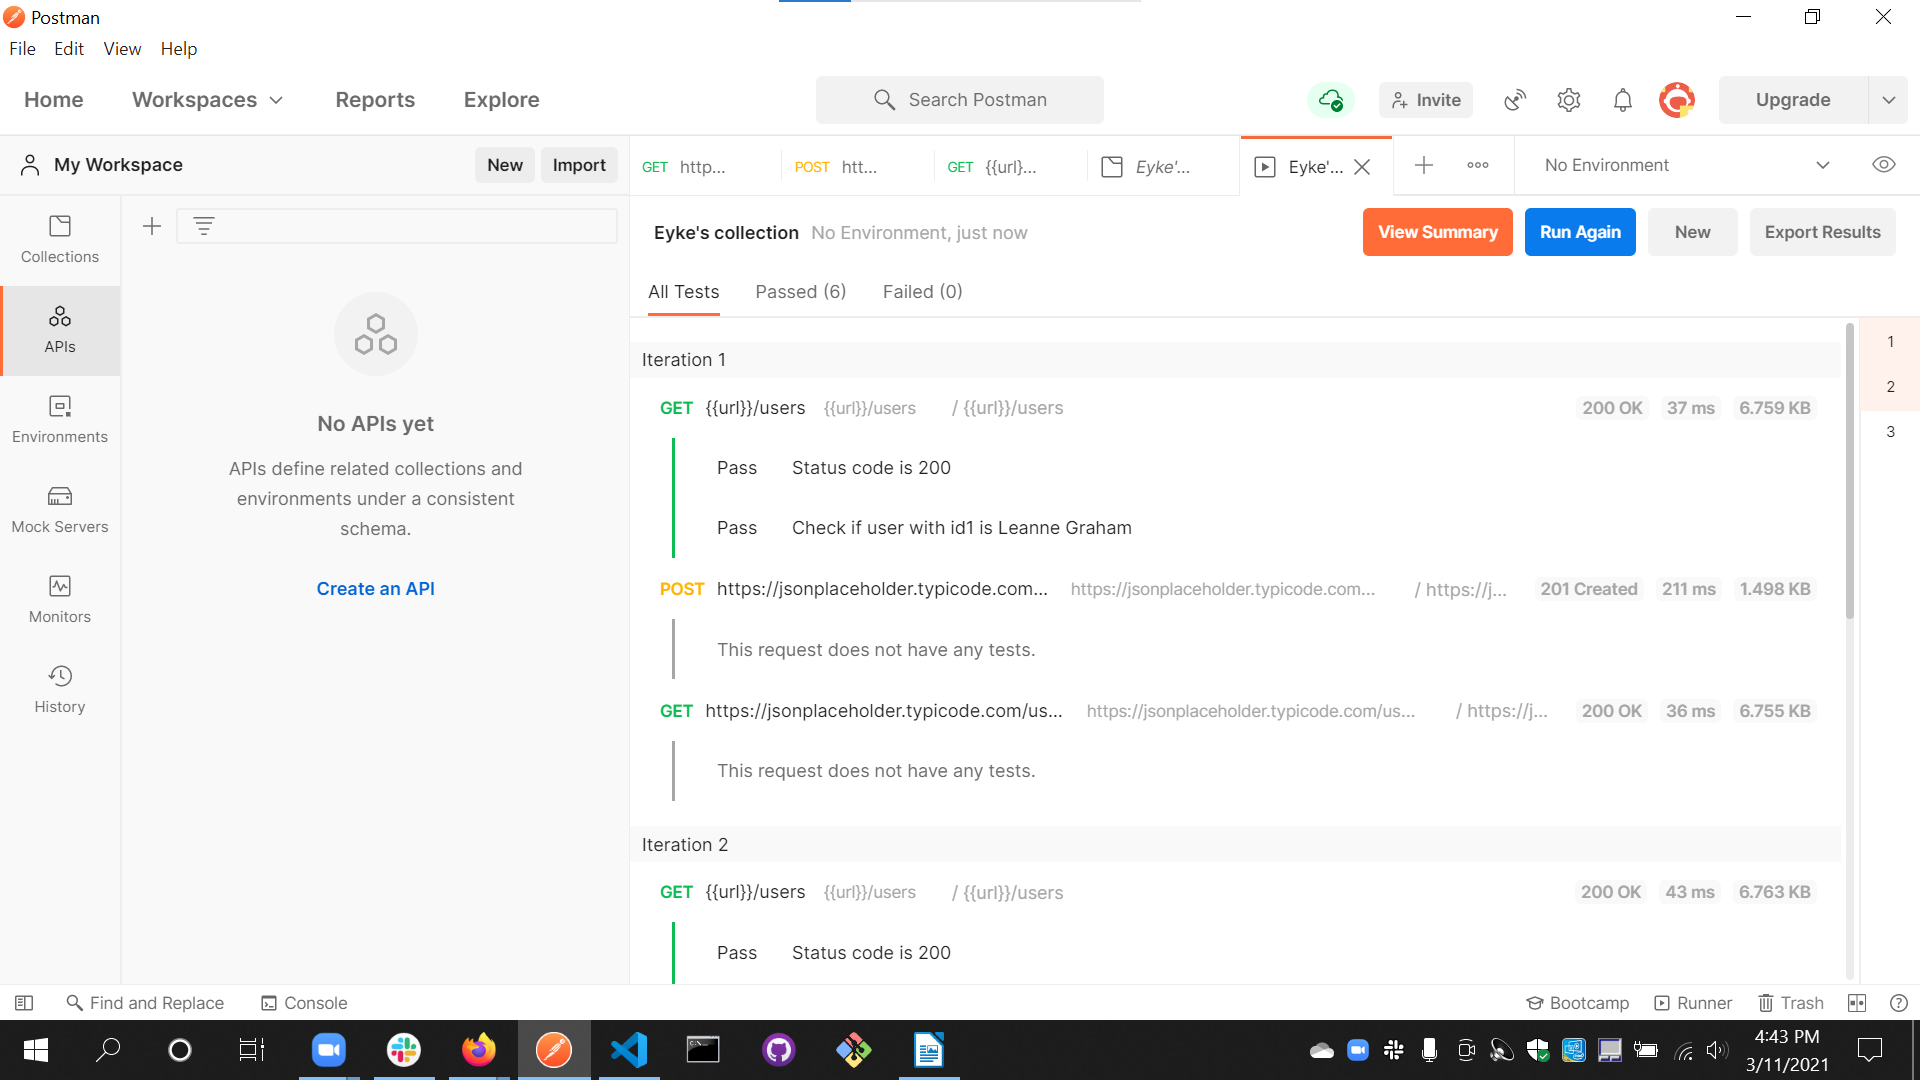 Postman
File Edit View Help
Home Workspaces Reports Explore Search Postman Invite Upgrade
My Workspace New Import GET http... POST htt... GET {{url}... Eyke'... Eyke'... No Environment
Collections
APIs
Environments
Mock Servers
Monitors
History
No APIs yet
APIs define related collections and
environments under a consistent
schema.
Create an API
Eyke's collection No Environment, just now View Summary Run Again New Export Results
All Tests Passed (6) Failed (0)
Iteration 1
GET {{url}}/users {{url}}/users / {{url}}/users 200 OK 37 ms 6.759 KB
Pass Status code is 200
Pass Check if user with id1 is Leanne Graham
POST https://jsonplaceholder.typicode.com... https://jsonplaceholder.typicode.com... / https://j... 201 Created 211 ms 1.498 KB
This request does not have any tests.
GET https://jsonplaceholder.typicode.com/us... https://jsonplaceholder.typicode.com/us... / https://j... 200 OK 36 ms 6.755 KB
This request does not have any tests.
Iteration 2
GET {{url}}/users {{url}}/users / {{url}}/users 200 OK 43 ms 6.763 KB
Pass Status code is 200
1
2
3
Find and Replace Console Bootcamp Runner Trash
4:43 PM
3/11/2021